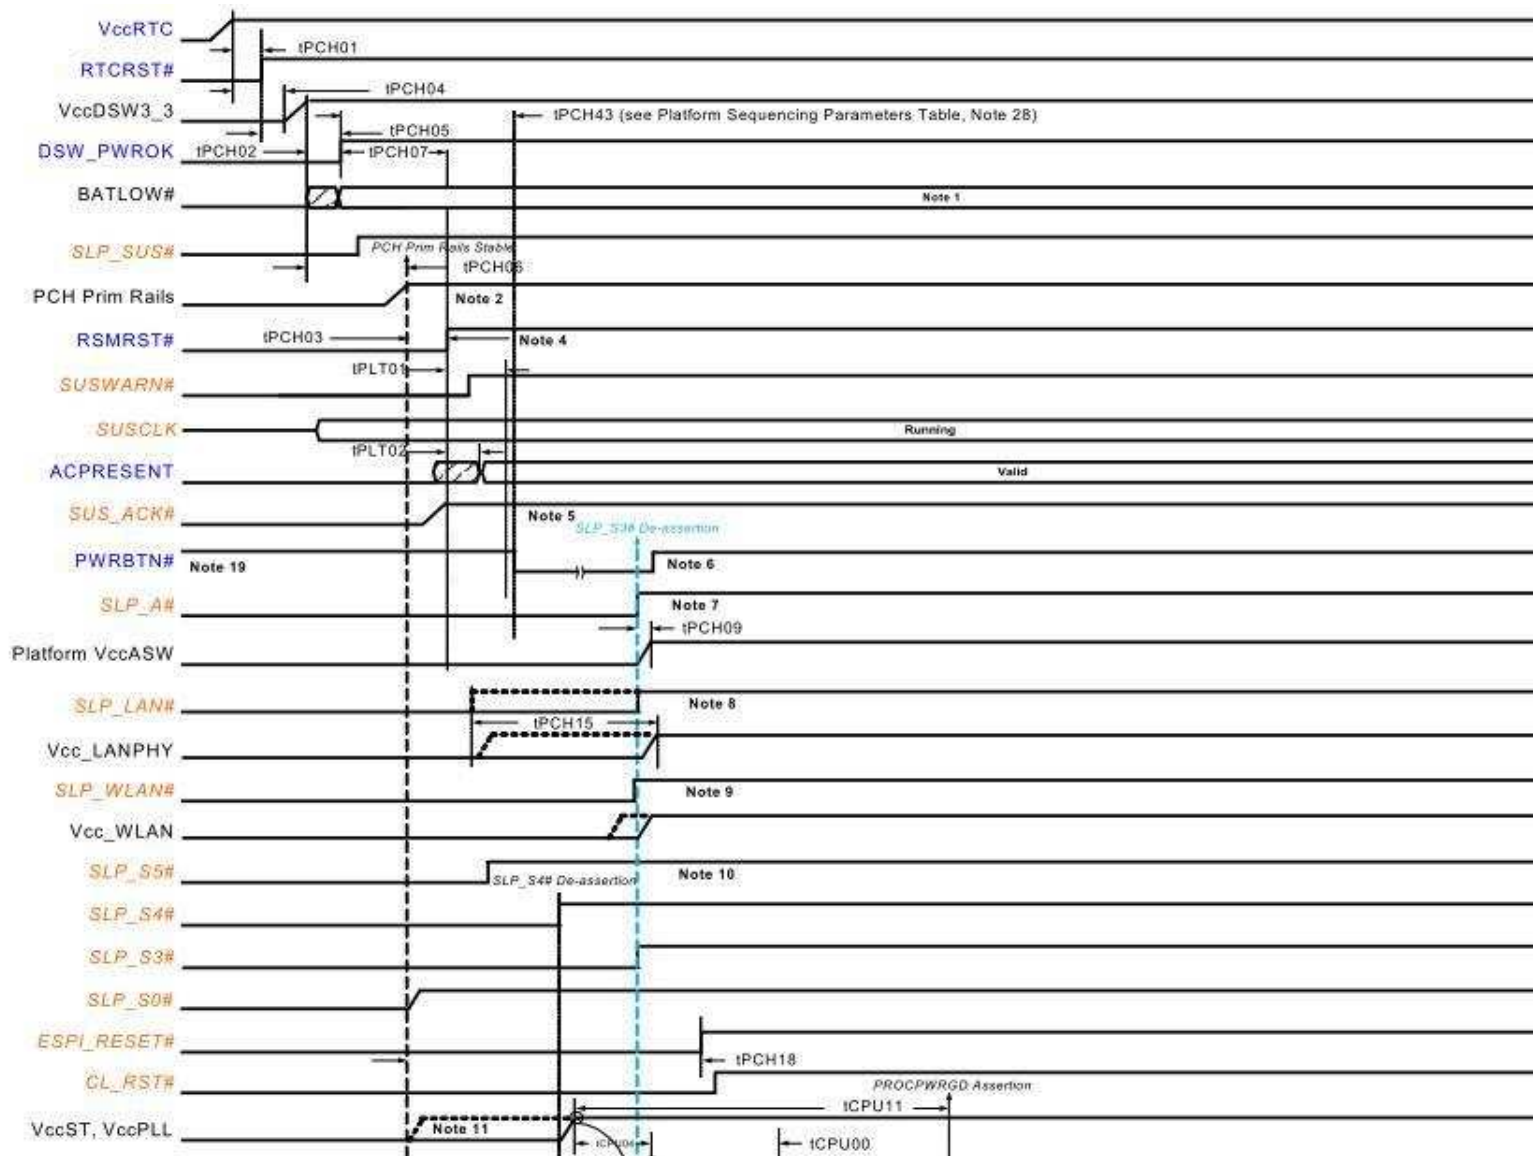 VccRTC
tPCH01
RTCRST#
tPCH04
VccDSW3_3
tPCH43 (see Platform Sequencing Parameters Table, Note 28)
tPCH05
DSW_PWROK
tPCH02
tPCH07
BATLOW#
Note 1
SLP_SUS#
PCH Prim Rails Stable
tPCH06
PCH Prim Rails
Note 2
RSMRST#
tPCH03
Note 4
tPLT01
SUSWARN#
SUSCLK
Running
tPLT02
ACPRESENT
Valid
SUS_ACK#
Note 5
SLP_S3# De-assertion
PWRBTN#
Note 19
Note 6
SLP_A#
Note 7
tPCH09
Platform VccASW
SLP_LAN#
Note 8
tPCH15
Vcc_LANPHY
SLP_WLAN#
Note 9
Vcc_WLAN
SLP_S5#
SLP_S4# De-assertion
Note 10
SLP_S4#
SLP_S3#
SLP_S0#
ESPI_RESET#
tPCH18
CL_RST#
PROCPWRGD Assertion
tCPU11
VccST, VccPLL
Note 11
tCPU00